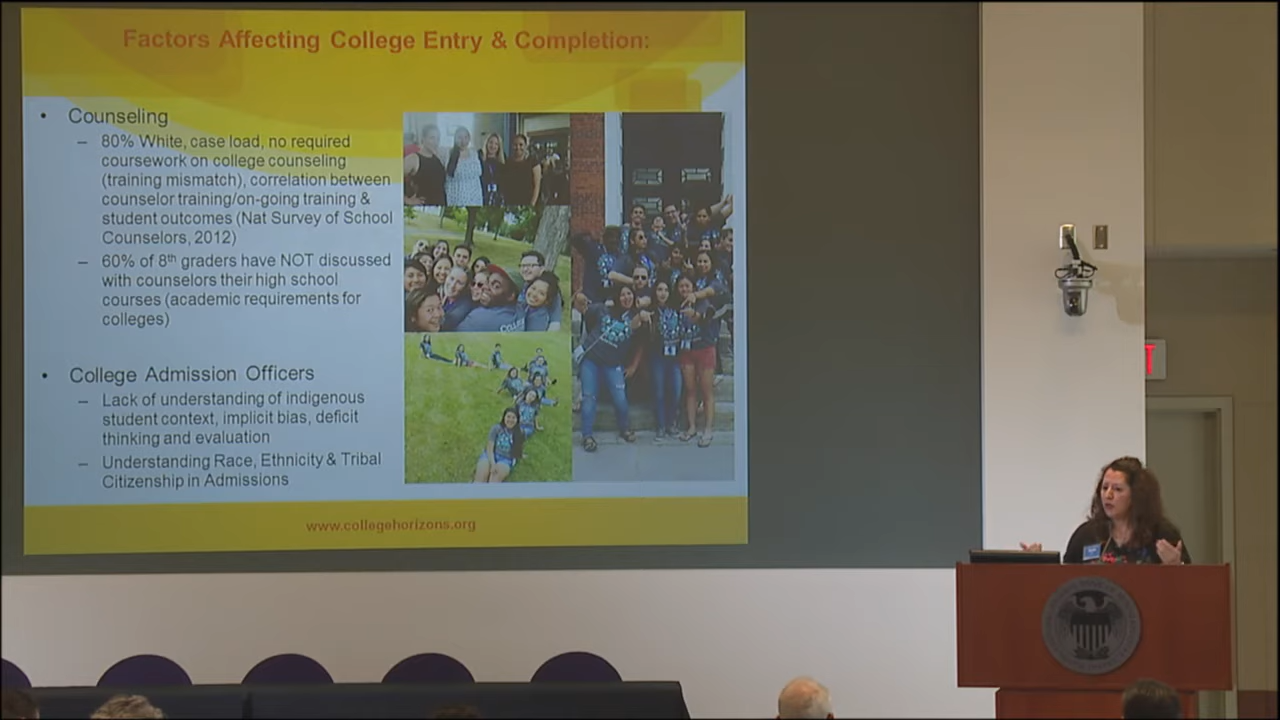 Factors Affecting College Entry & Completion:
• Counseling
– 80% White, case load, no required
coursework on college counseling
(training mismatch), correlation between
counselor training/on-going training &
student outcomes (Nat Survey of School
Counselors, 2012)
– 60% of 8th graders have NOT discussed
with counselors their high school
courses (academic requirements for
colleges)
• College Admission Officers
– Lack of understanding of indigenous
student context, implicit bias, deficit
thinking and evaluation
– Understanding Race, Ethnicity & Tribal
Citizenship in Admissions
www.collegehorizons.org